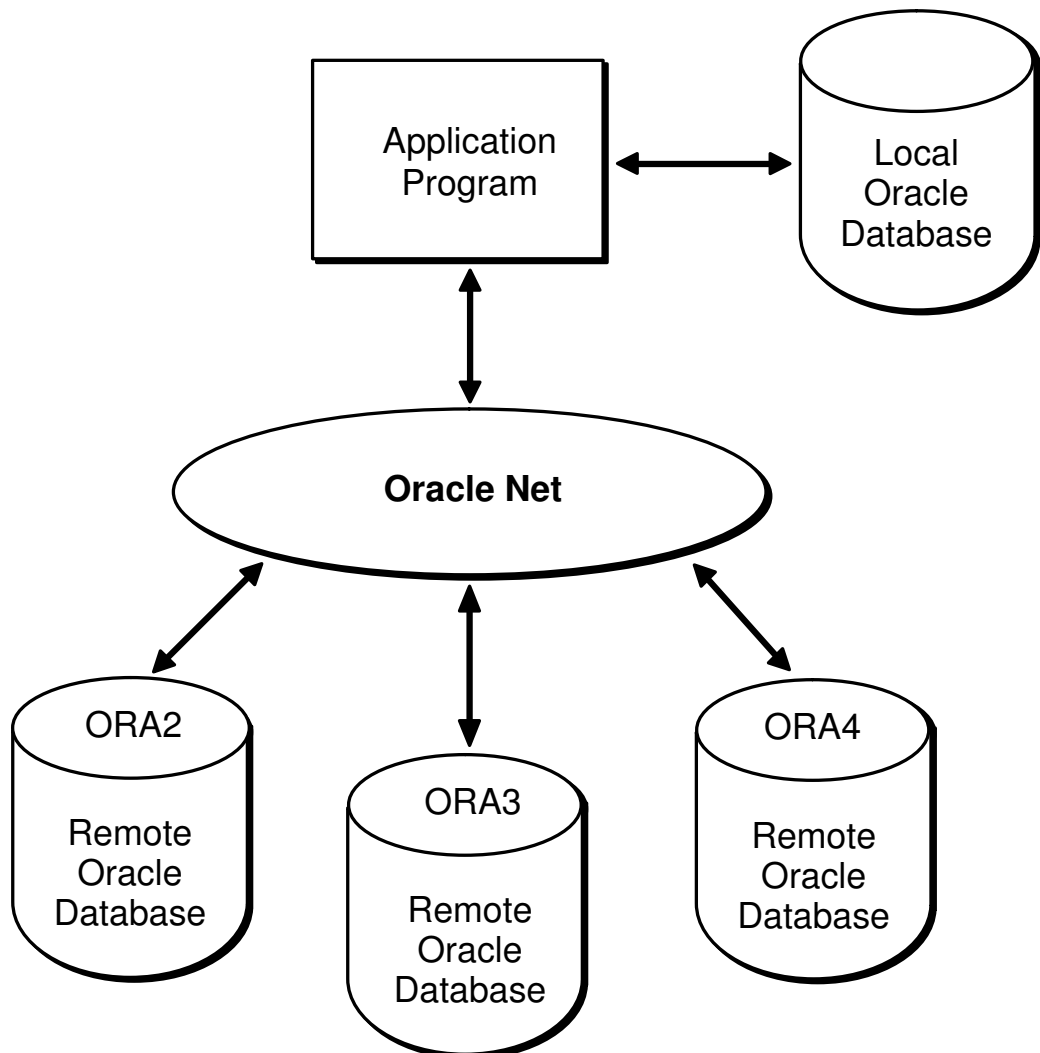 Application
Program
Local
Oracle
Database
Oracle Net
ORA2
Remote
Oracle
Database
ORA3
Remote
Oracle
Database
ORA4
Remote
Oracle
Database